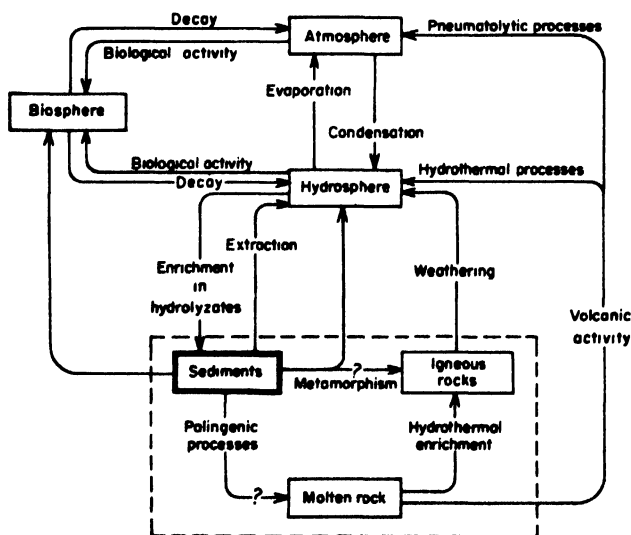 Decay
Pneumatolytic processes
Atmosphere
Biological activity
Evaporation
Biosphere
Condensation
Biological activity
Hydrothermal processes
Decay
Hydrosphere
Extraction
Enrichment
in
hydrolyzates
Weathering
Volcanic
activity
Sediments
?
Metamorphism
Igneous
rocks
Palingenic
processes
Hydrothermal
enrichment
?
Molten rock